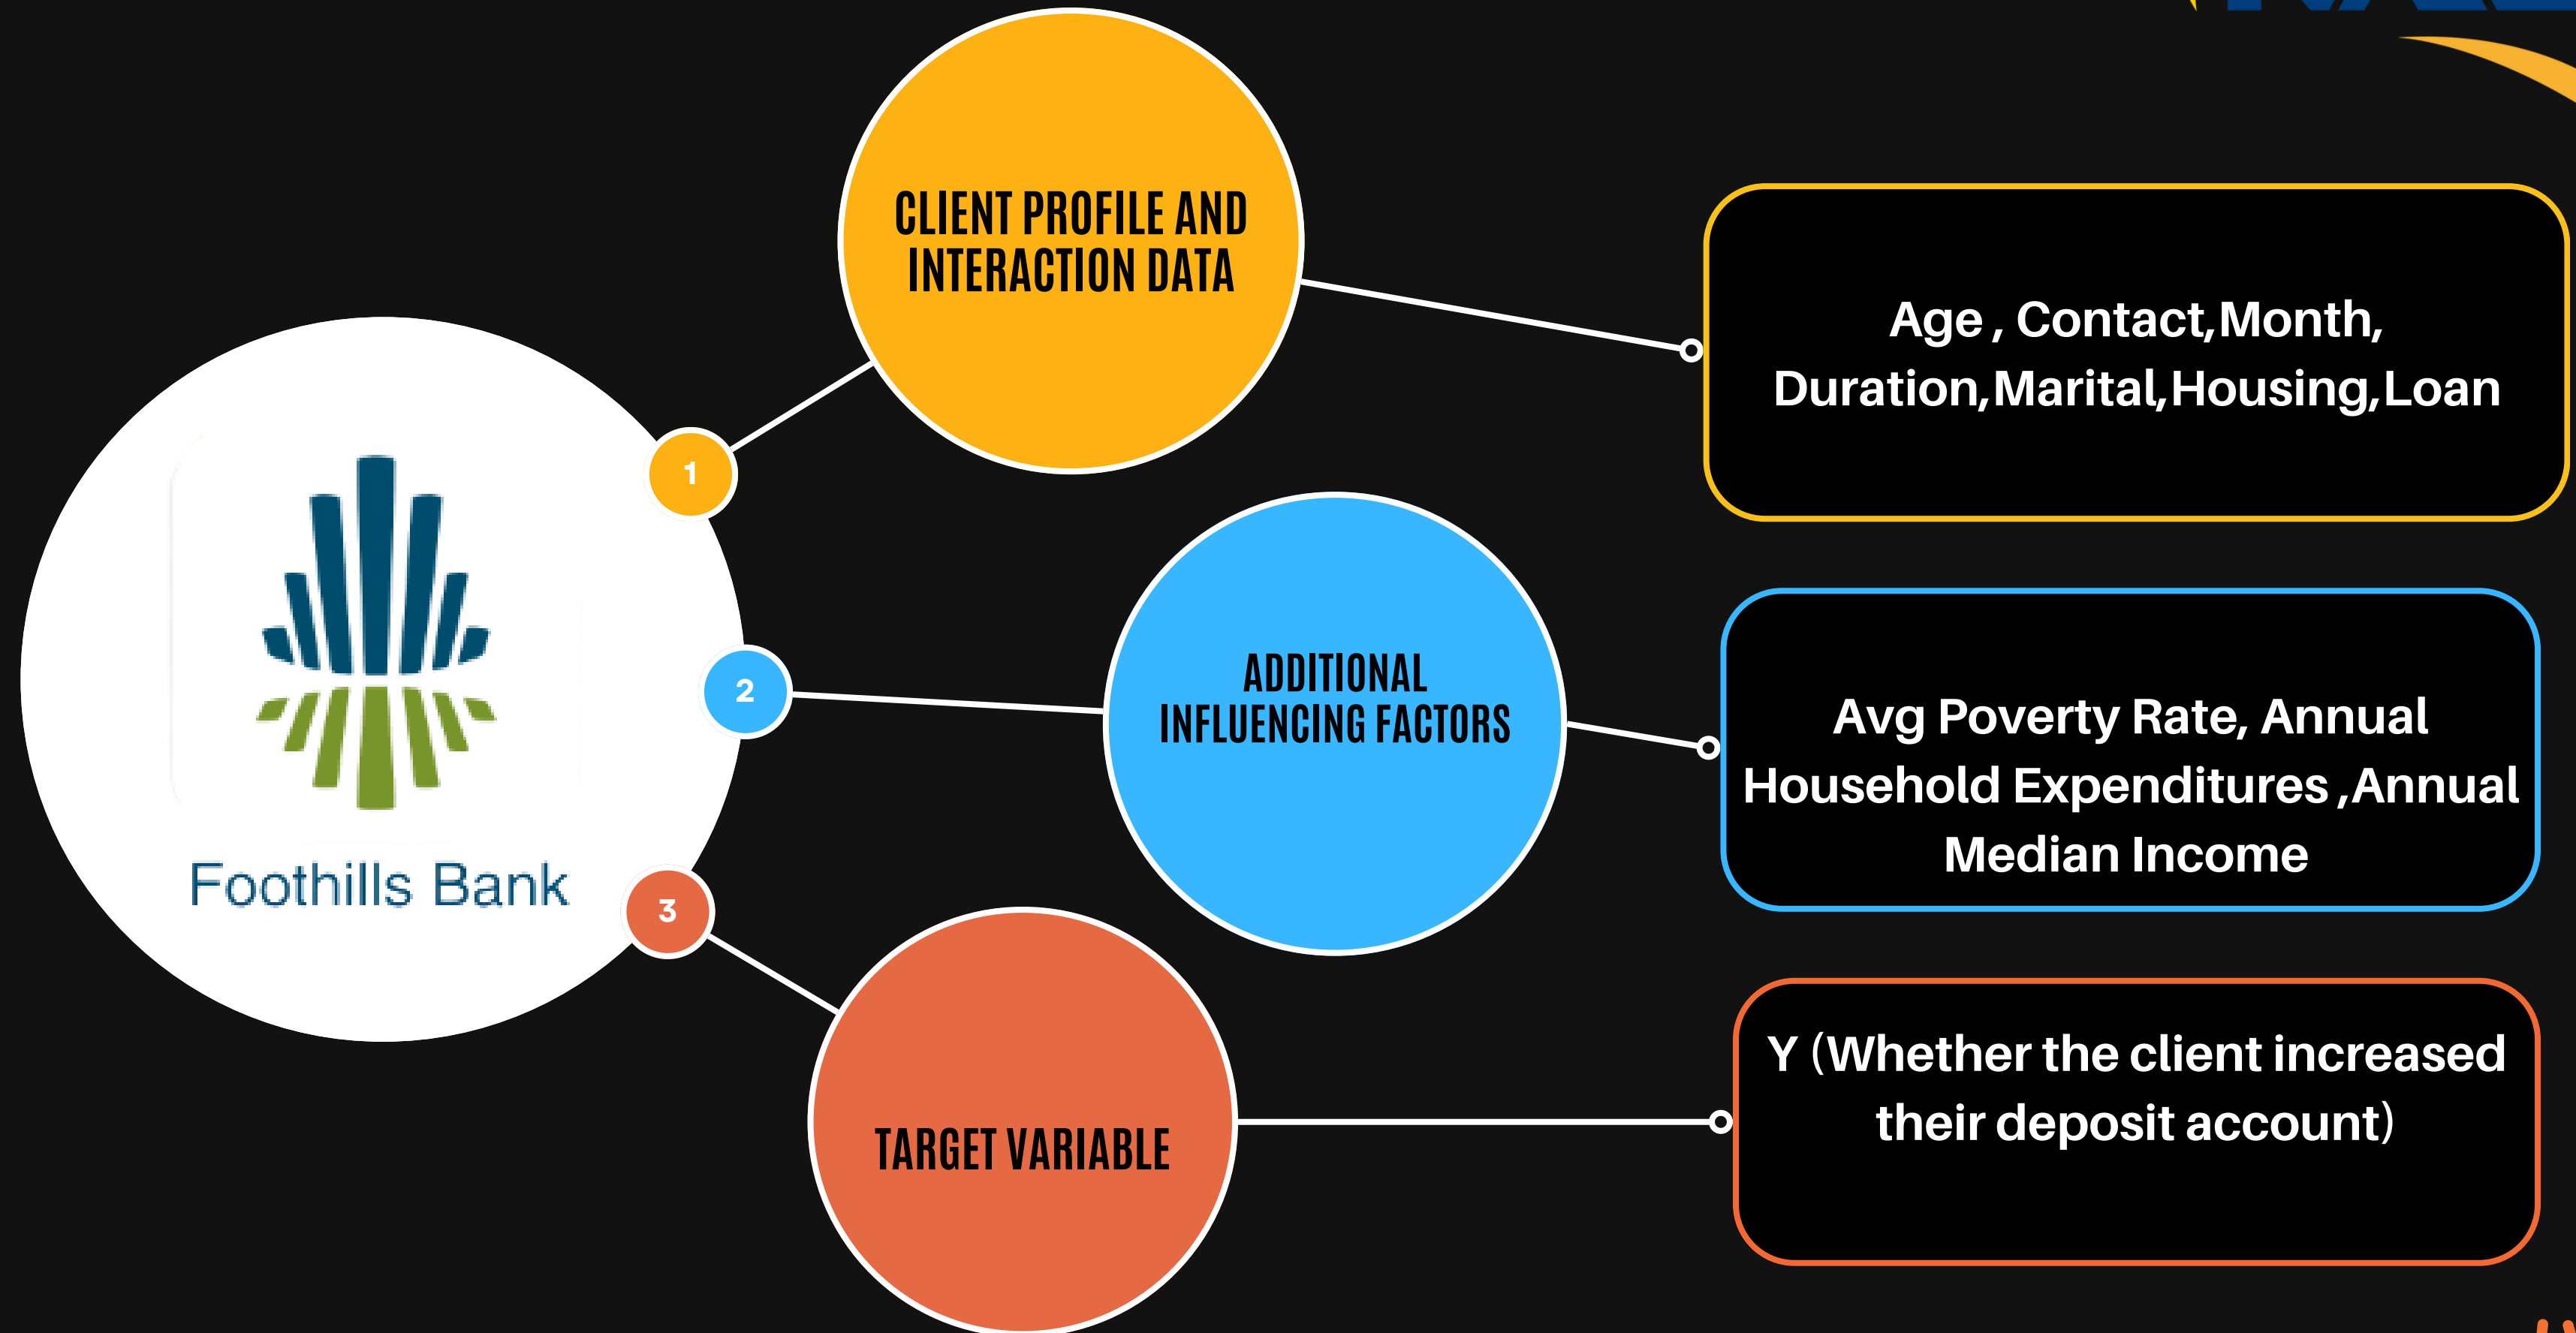 CLIENT PROFILE AND
INTERACTION DATA
Age , Contact,Month,
Duration,Marital,Housing,Loan
1
ADDITIONAL
INFLUENCING FACTORS
2
Avg Poverty Rate, Annual
Household Expenditures ,Annual
Median Income
Foothills Bank
3
TARGET VARIABLE
Y (Whether the client increased
their deposit account)